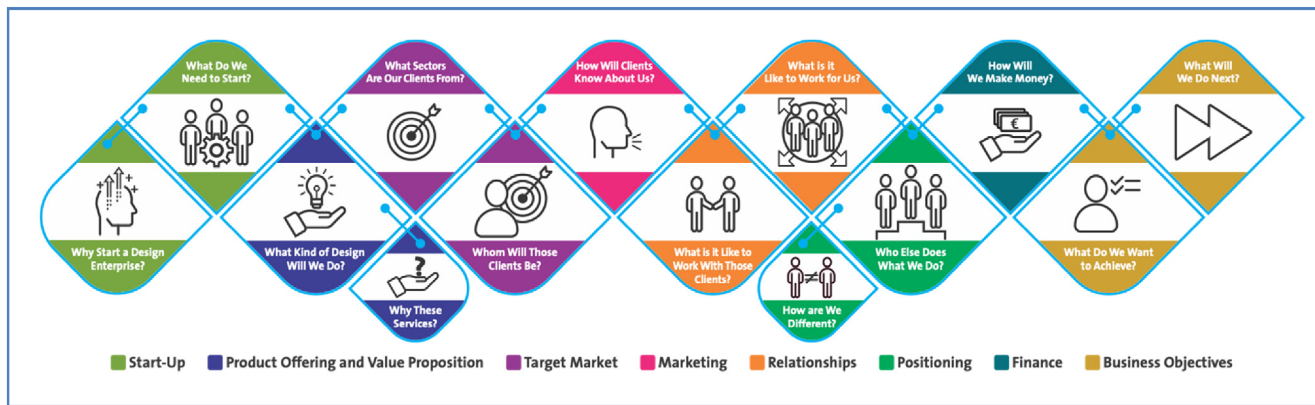 What Do We
Need to Start?
What Sectors
Are Our Clients From?
How Will Clients
Know About Us?
What is it
Like to Work for Us?
How Will
We Make Money?
What Will
We Do Next?
€
Why Start a Design
Enterprise?
What Kind of Design
Will We Do?
Whom Will Those
Clients Be?
What is it Like to
Work With Those
Clients?
Who Else Does
What We Do?
What Do We Want
to Achieve?
?
Why These
Services?
≠
How are We
Different?
Start-Up
Product Offering and Value Proposition
Target Market
Marketing
Relationships
Positioning
Finance
Business Objectives